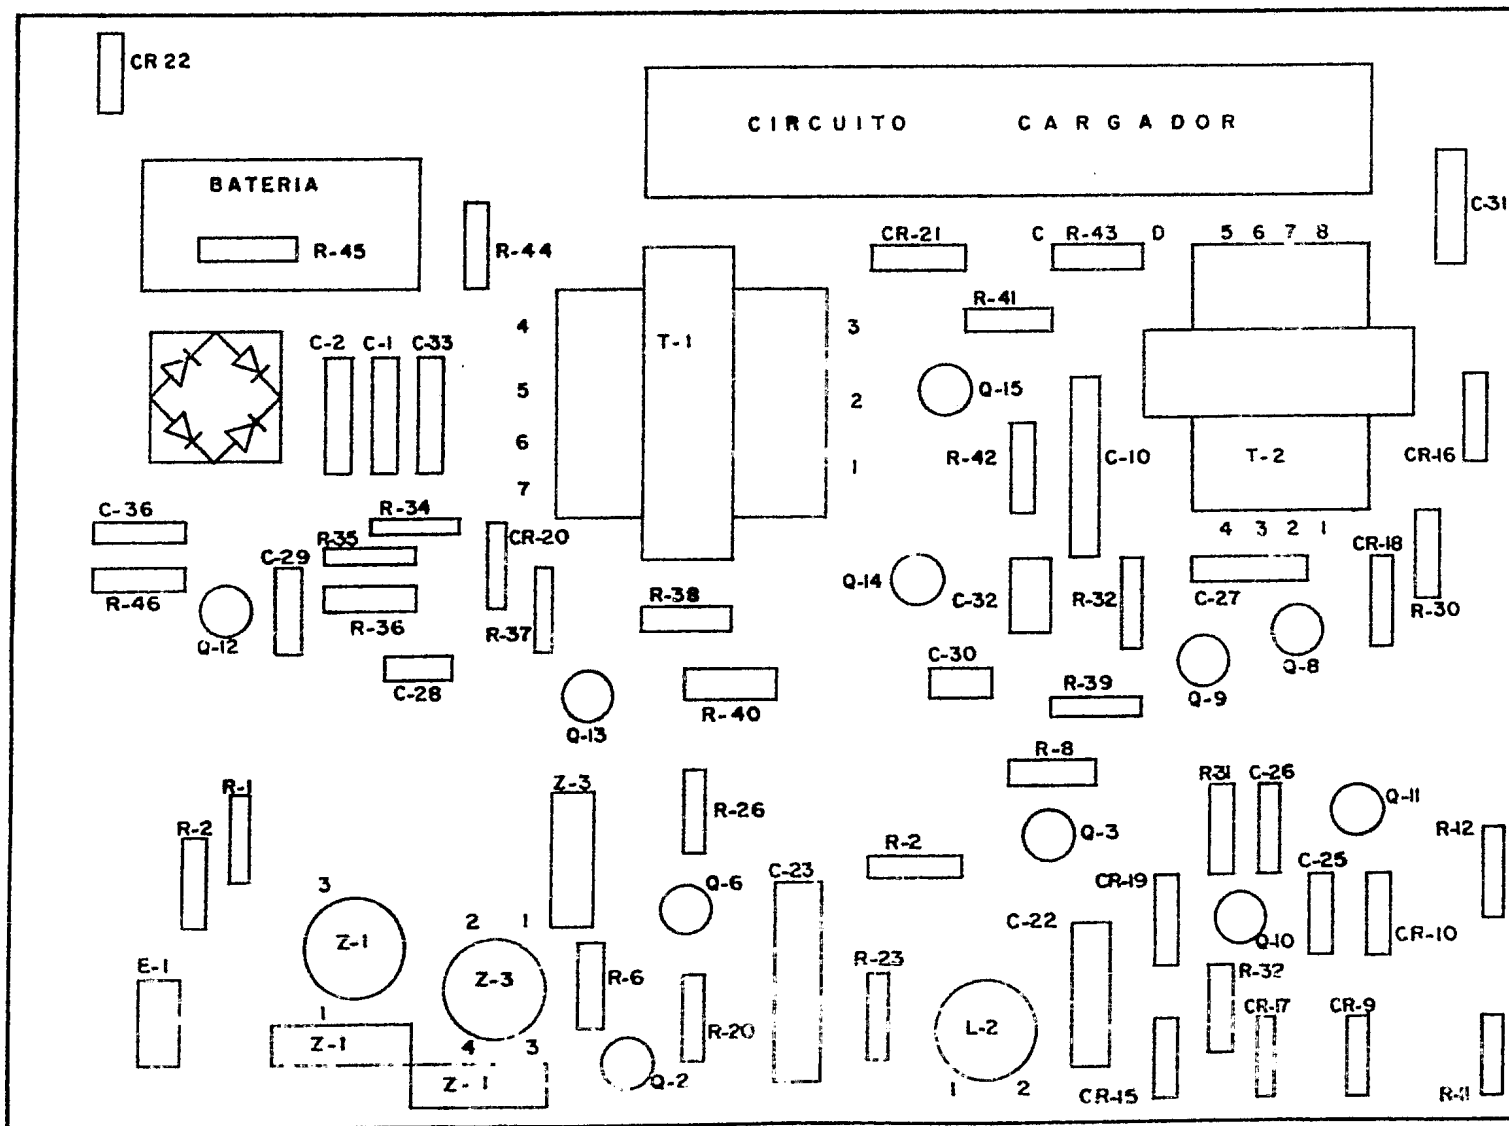 CR 22
CIRCUITO CARGADOR
BATERIA
R-45
R-44
C-31
CR-21
C R-43 D
5 6 7 8
R-41
4
T-1
3
C-2 C-1 C-33
5
2
Q-15
6
1
R-42
C-10
T-2
CR-16
7
C-36
R-34
R-35
CR-20
4 3 2 1
CR-18
C-29
Q-14
R-46
R-38
C-32
R-32
C-27
R-30
R-36
R-37
Q-12
C-30
Q-8
C-28
R-39
Q-9
R-40
Q-13
R-8
R-31 C-26
R-1
Z-3
R-26
Q-11
R-2
Q-3
R-12
R-2
C-25
3
Q-6
C-23
CR-19
2 1
C-22
Z-1
Q-10
CR-10
E-1
R-23
R-32
Z-3
R-6
1
CR-17
CR-9
Z-1
4 3
R-20
L-2
Z-1
Q-2
1 2
CR-15
R-11